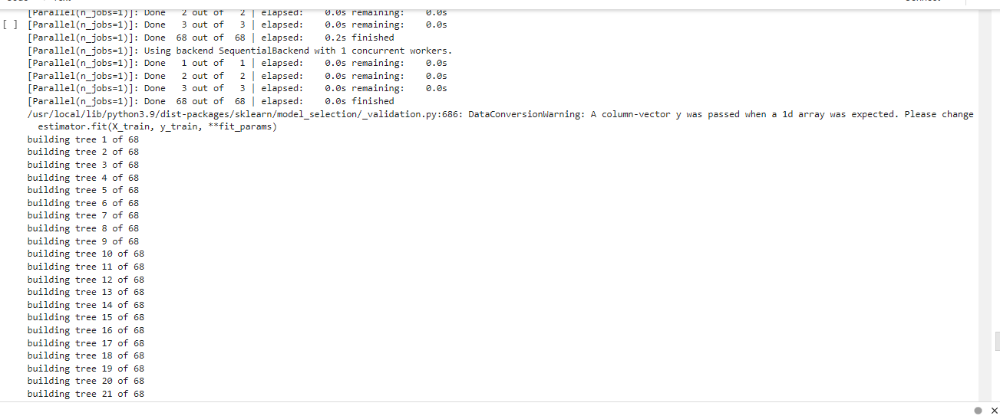 [Parallel(n_jobs=1)]: Done   2 out of   2 | elapsed:    0.0s remaining:    0.0s
[ ] [Parallel(n_jobs=1)]: Done   3 out of   3 | elapsed:    0.0s remaining:    0.0s
[Parallel(n_jobs=1)]: Done  68 out of  68 | elapsed:    0.2s finished
[Parallel(n_jobs=1)]: Using backend SequentialBackend with 1 concurrent workers.
[Parallel(n_jobs=1)]: Done   1 out of   1 | elapsed:    0.0s remaining:    0.0s
[Parallel(n_jobs=1)]: Done   2 out of   2 | elapsed:    0.0s remaining:    0.0s
[Parallel(n_jobs=1)]: Done   3 out of   3 | elapsed:    0.0s remaining:    0.0s
[Parallel(n_jobs=1)]: Done  68 out of  68 | elapsed:    0.0s finished
/usr/local/lib/python3.9/dist-packages/sklearn/model_selection/_validation.py:686: DataConversionWarning: A column-vector y was passed when a 1d array was expected. Please change
  estimator.fit(X_train, y_train, **fit_params)
building tree 1 of 68
building tree 2 of 68
building tree 3 of 68
building tree 4 of 68
building tree 5 of 68
building tree 6 of 68
building tree 7 of 68
building tree 8 of 68
building tree 9 of 68
building tree 10 of 68
building tree 11 of 68
building tree 12 of 68
building tree 13 of 68
building tree 14 of 68
building tree 15 of 68
building tree 16 of 68
building tree 17 of 68
building tree 18 of 68
building tree 19 of 68
building tree 20 of 68
building tree 21 of 68